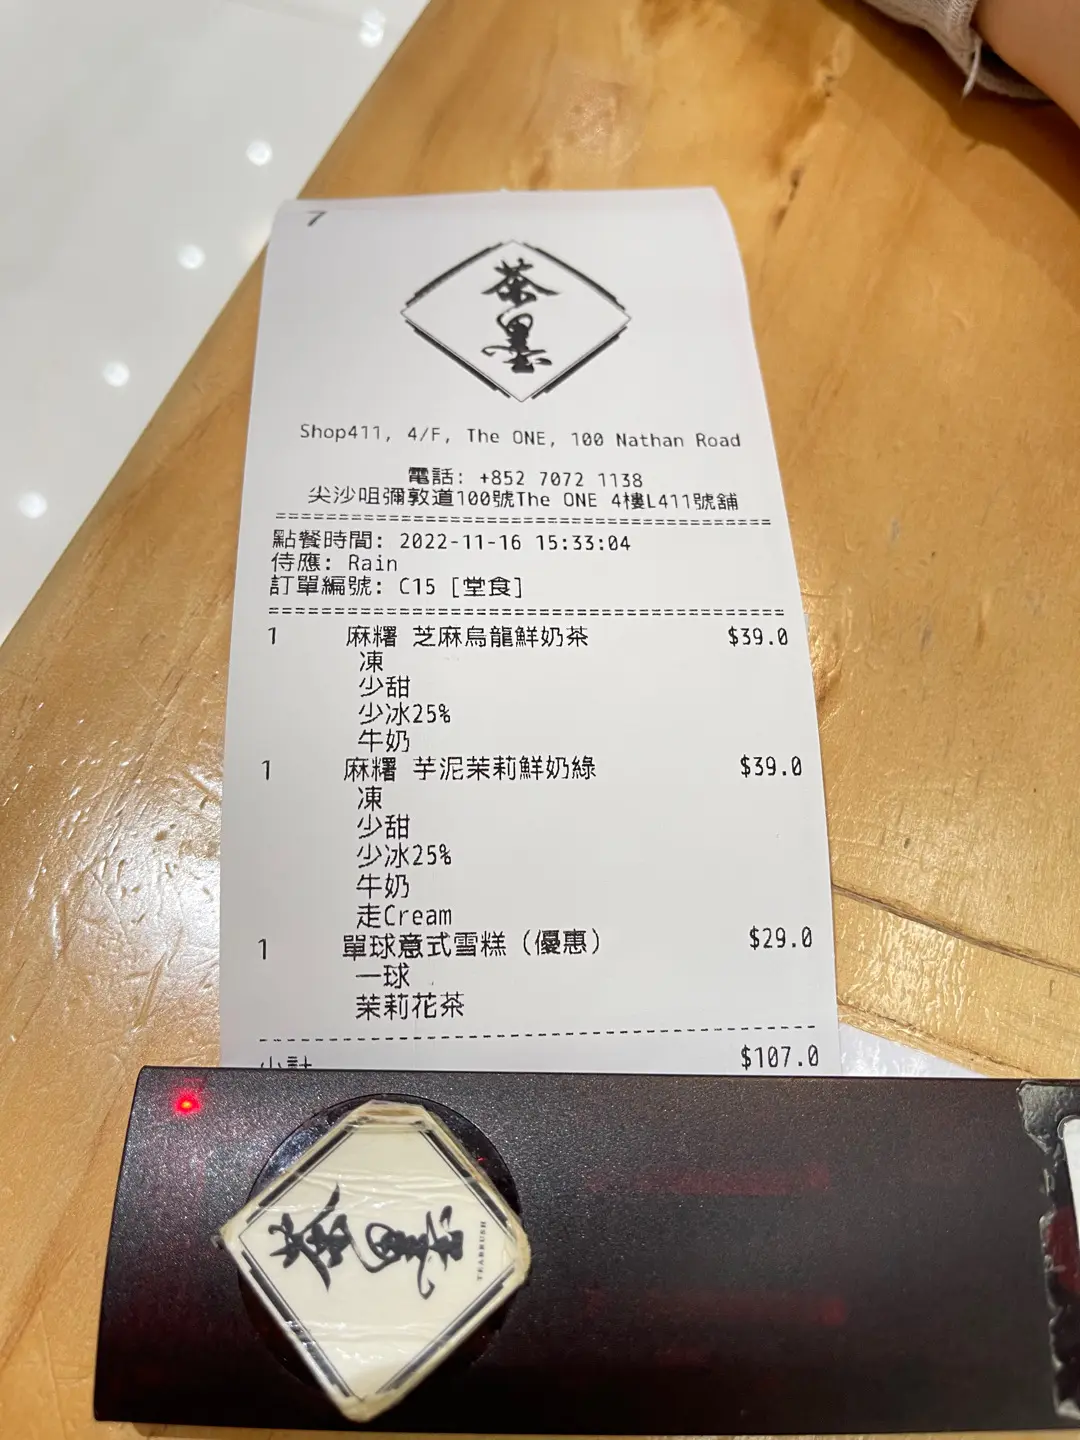 7
茶墨
Shop411, 4/F, The ONE, 100 Nathan Road
電話: +852 7072 1138
尖沙咀彌敦道100號The ONE 4樓L411號舖
點餐時間: 2022-11-16 15:33:04
侍應: Rain
訂單編號: C15 [堂食]
1 麻糬 芝麻烏龍鮮奶茶 $39.0
凍
少甜
少冰25%
牛奶
1 麻糬 芋泥茉莉鮮奶綠 $39.0
凍
少甜
少冰25%
牛奶
走Cream
1 單球意式雪糕（優惠） $29.0
一球
茉莉花茶
小計 $107.0
茶墨
TEABRUSH